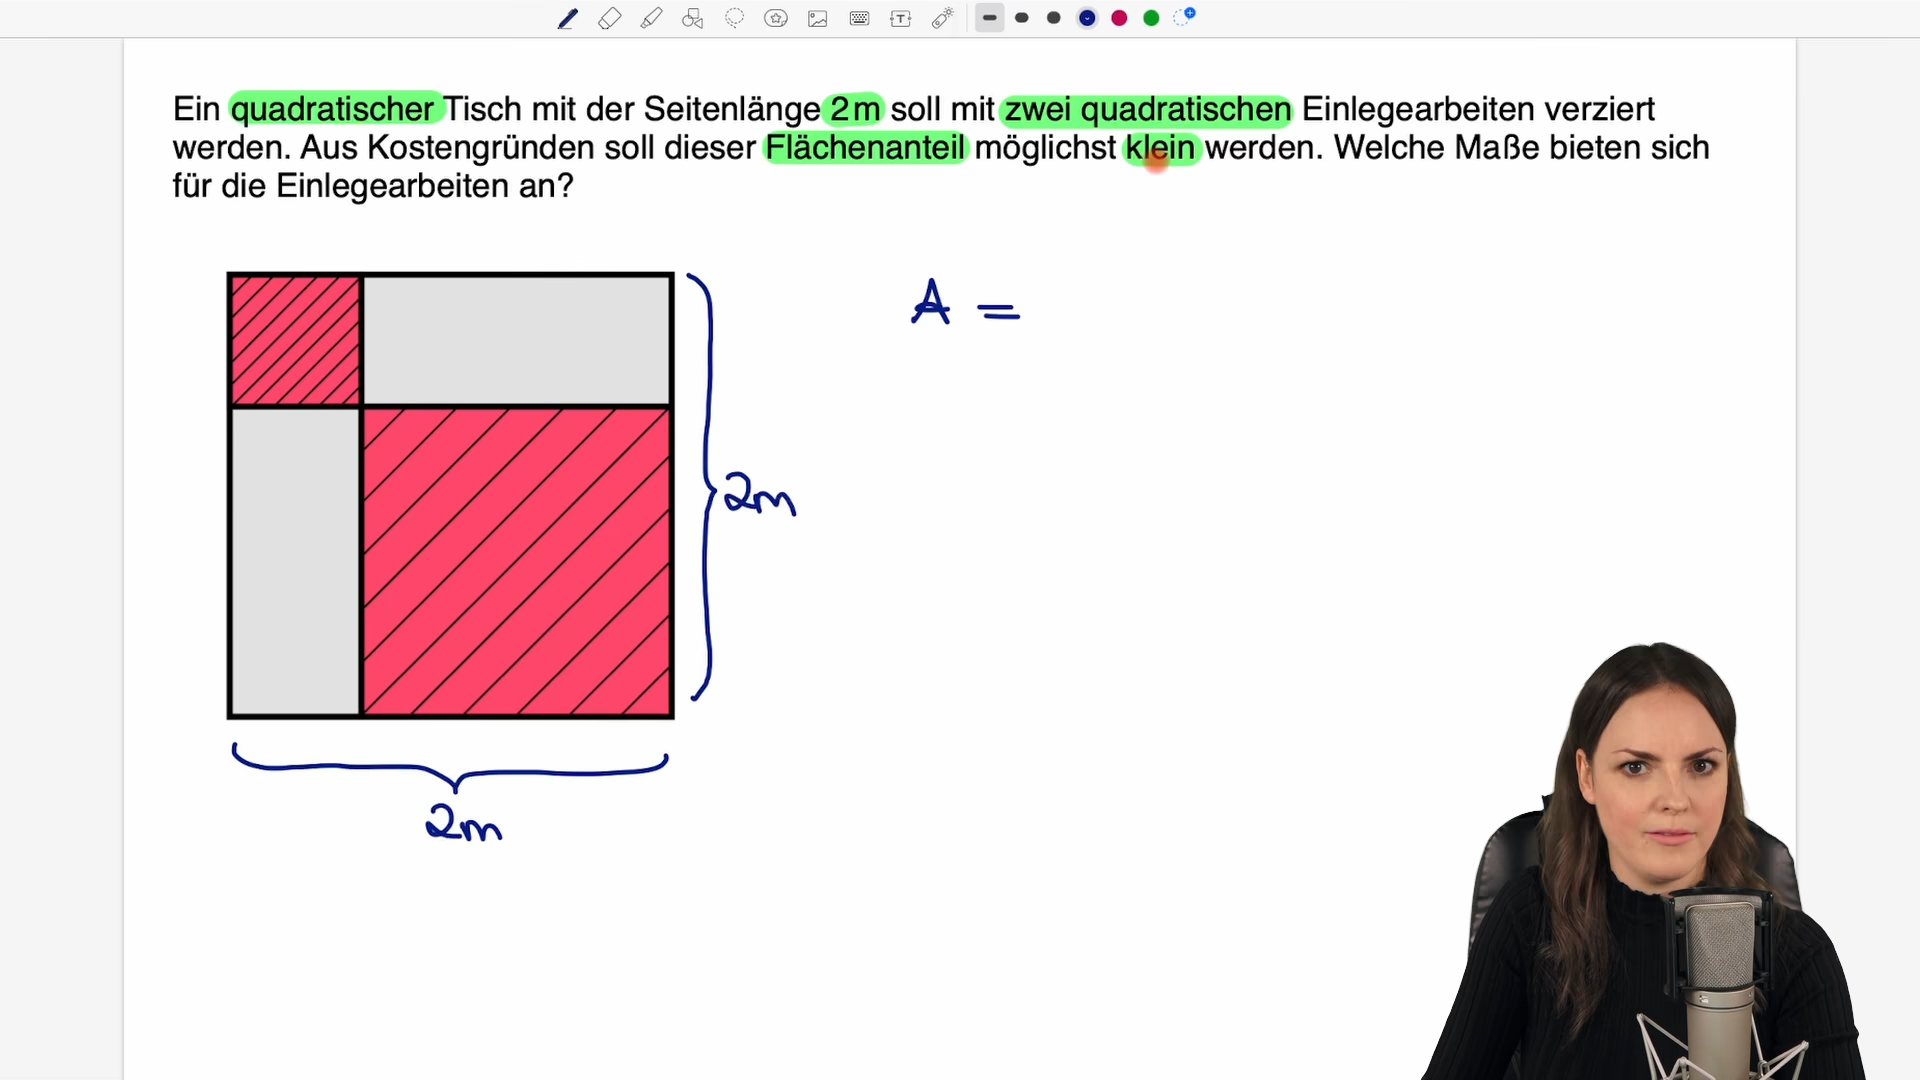 Ein quadratischer Tisch mit der Seitenlänge 2 m soll mit zwei quadratischen Einlegearbeiten verziert
werden. Aus Kostengründen soll dieser Flächenanteil möglichst klein werden. Welche Maße bieten sich
für die Einlegearbeiten an?
A =
2m
2m